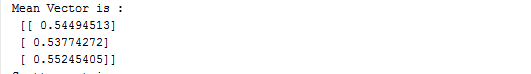 Mean Vector is :
[[ 0.54494513]
[ 0.53774272]
[ 0.55245405]]